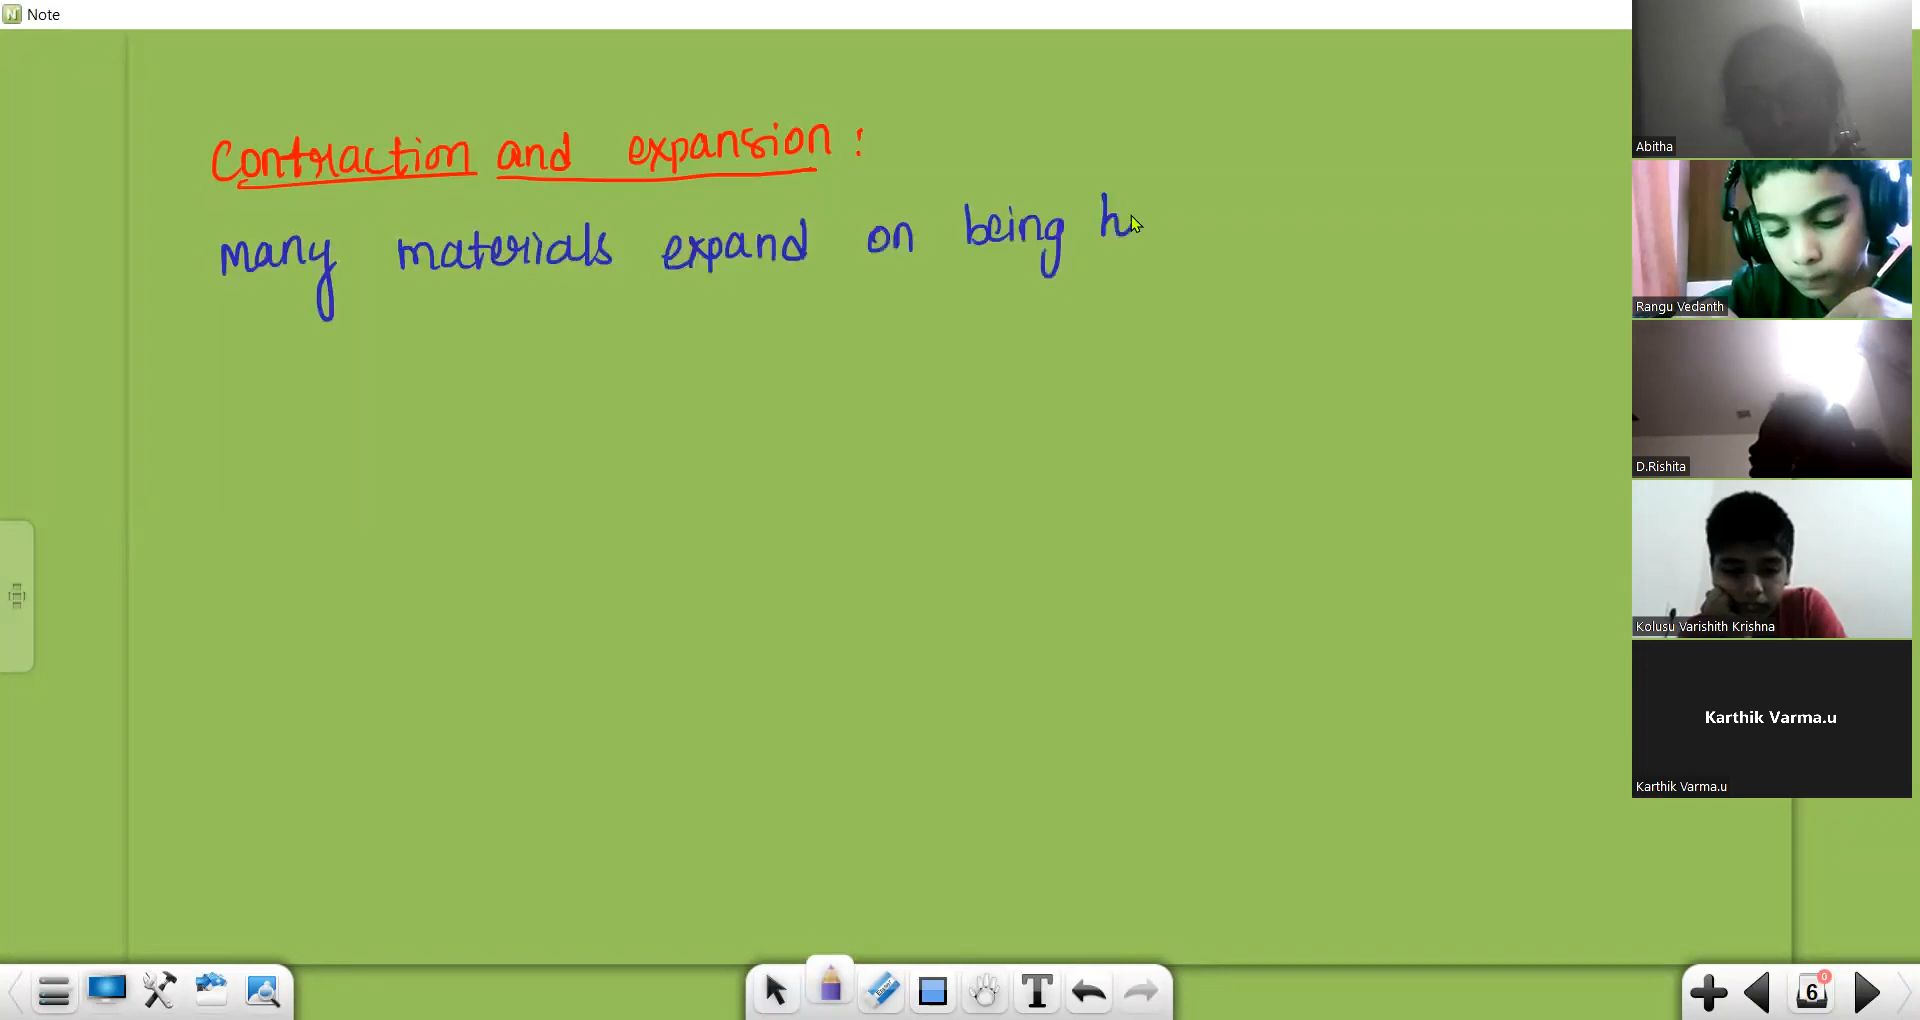 Note
Contraction and expansion :
many materials expand on being h
Abitha
Rangu Vedanth
D.Rishita
Kolusu Varishith Krishna
Karthik Varma.u
Karthik Varma.u
T
6
0